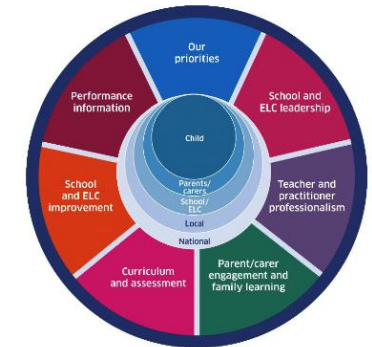 Our
priorities
School and
ELC leadership
Teacher and
practitioner
professionalism
Parent/carer
engagement and
family learning
Curriculum
and assessment
School
and ELC
improvement
Performance
information
Child
Parents/
carers
School/
ELC
Local
National